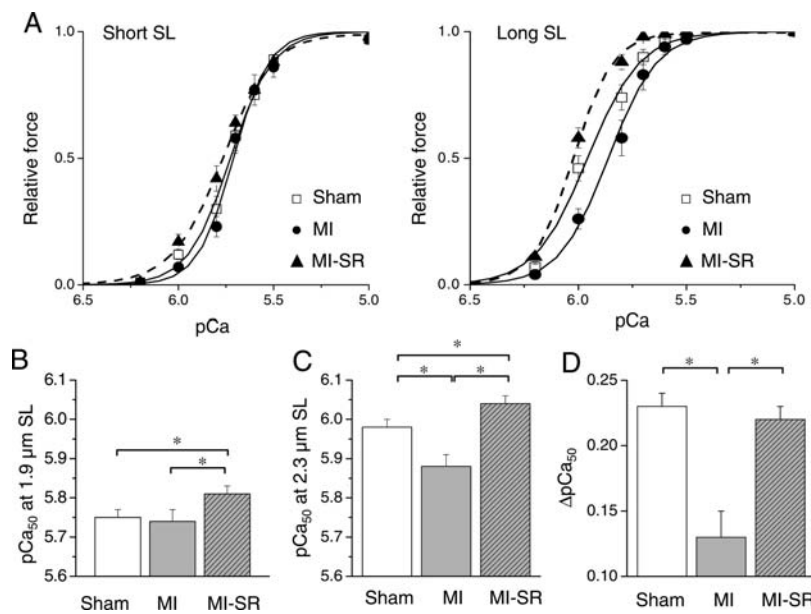 A
Short SL
Long SL
Relative force
1.0
0.5
0.0
Sham
MI
MI-SR
6.5 6.0 5.5 5.0
pCa
Relative force
1.0
0.5
0.0
Sham
MI
MI-SR
6.5 6.0 5.5 5.0
pCa
B
pCa50 at 1.9 µm SL
6.1
6.0
5.9
5.8
5.7
5.6
*
*
Sham MI MI-SR
C
pCa50 at 2.3 µm SL
6.1
6.0
5.9
5.8
5.7
5.6
*
* *
Sham MI MI-SR
D
ΔpCa50
0.25
0.20
0.15
0.10
* *
Sham MI MI-SR